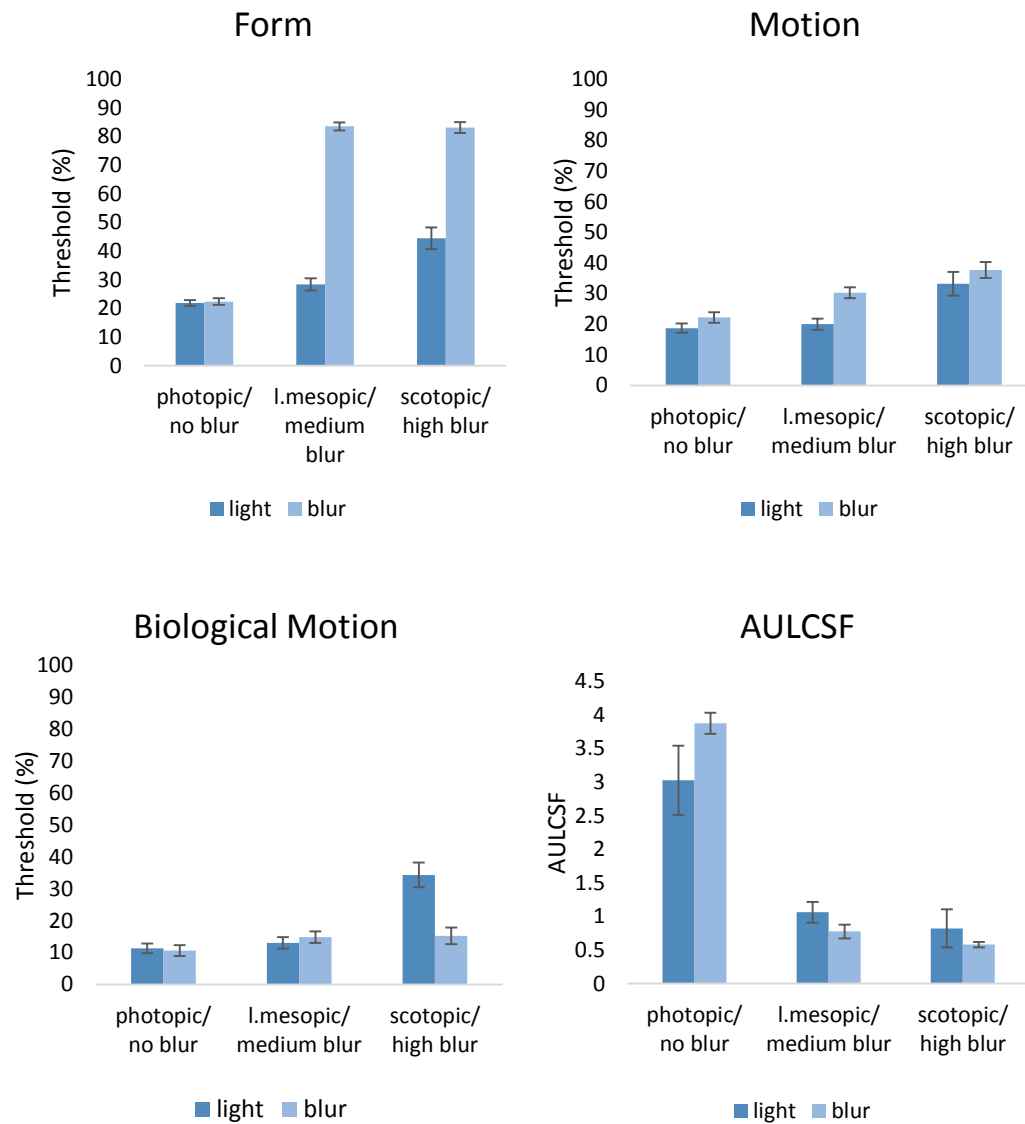 Form
Threshold (%)
100
90
80
70
60
50
40
30
20
10
0
photopic/
no blur
l.mesopic/
medium
blur
scotopic/
high blur
light
blur
Motion
Threshold (%)
100
90
80
70
60
50
40
30
20
10
0
photopic/
no blur
l.mesopic/
medium blur
scotopic/
high blur
light
blur
Biological Motion
Threshold (%)
100
90
80
70
60
50
40
30
20
10
0
photopic/
no blur
l.mesopic/
medium blur
scotopic/
high blur
light
blur
AULCSF
AULCSF
4.5
4
3.5
3
2.5
2
1.5
1
0.5
0
photopic/
no blur
l.mesopic/
medium blur
scotopic/
high blur
light
blur